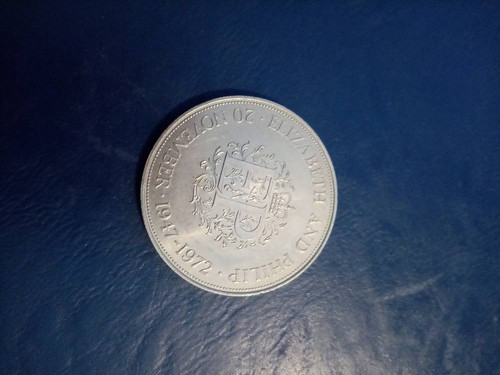 ELIZABETH AND PHILIP · 20 NOVEMBER · 1947-1972 ·